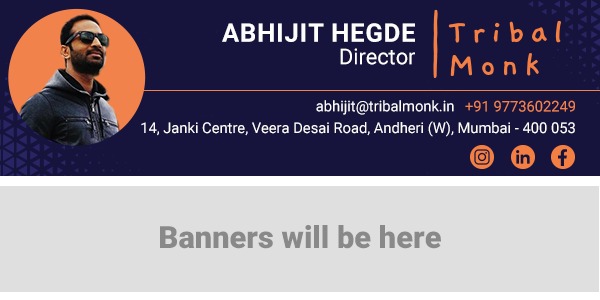 ABHIJIT HEGDE
Director
Tribal
Monk
abhijit@tribalmonk.in +91 9773602249
14, Janki Centre, Veera Desai Road, Andheri (W), Mumbai - 400 053
in f
Banners will be here